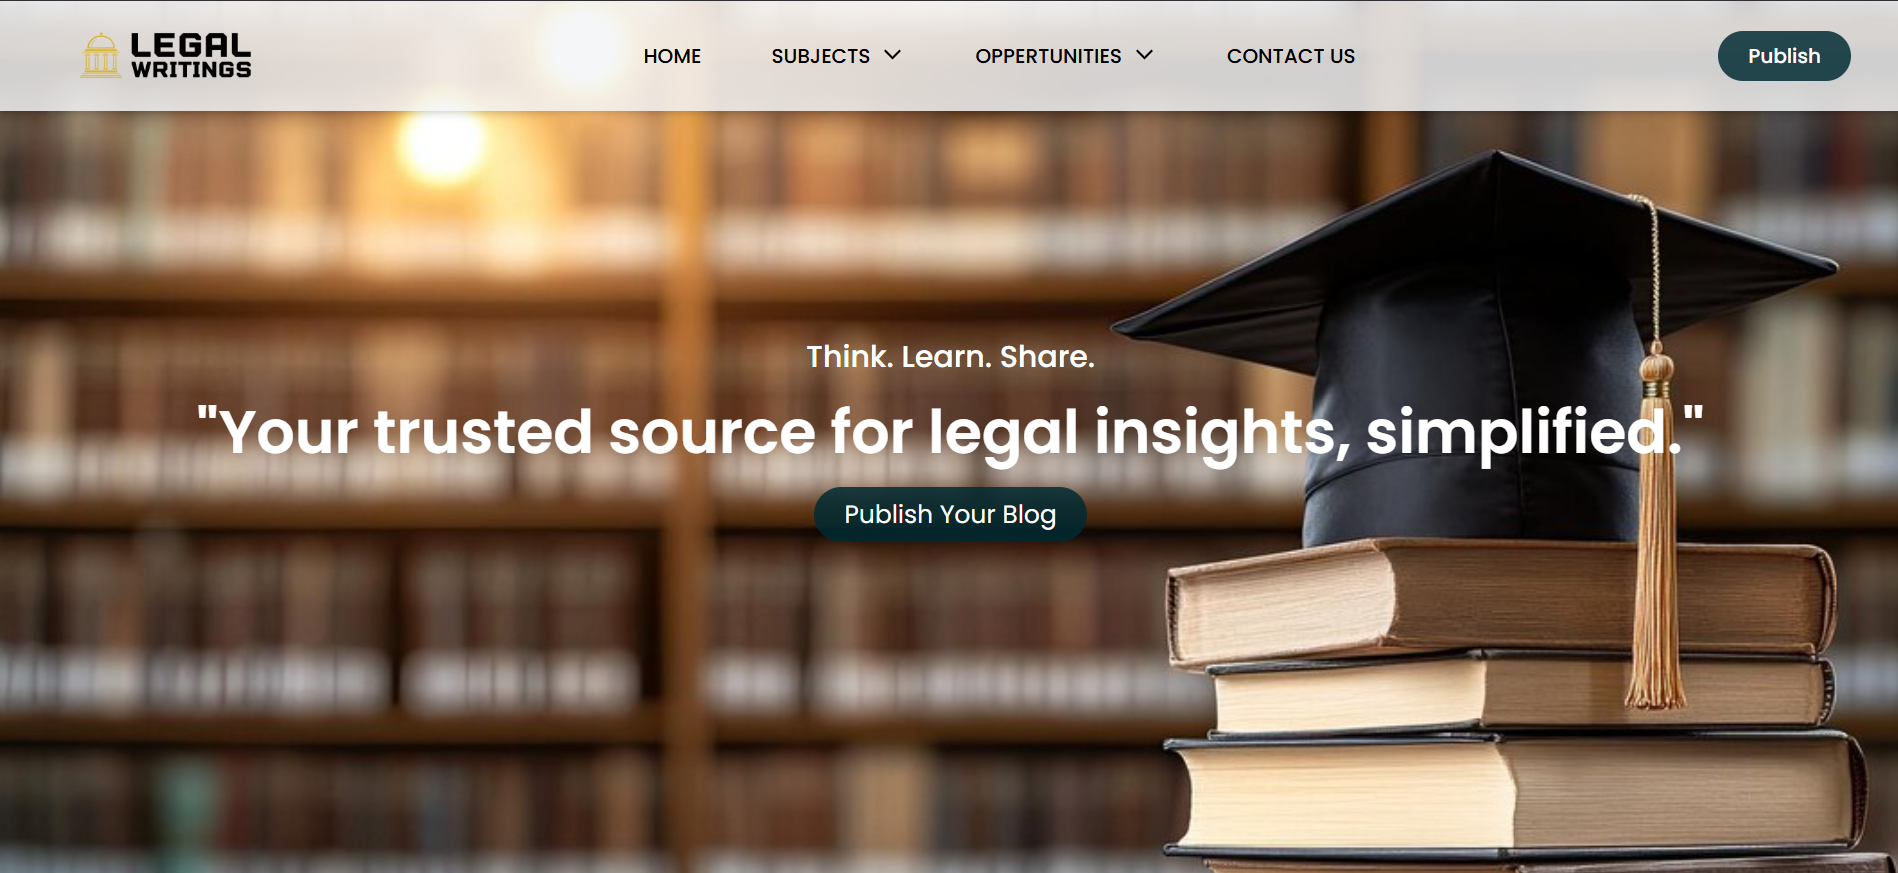 LEGAL
WRITINGS
HOME
SUBJECTS
OPPERTUNITIES
CONTACT US
Publish
Think. Learn. Share.
"Your trusted source for legal insights, simplified."
Publish Your Blog